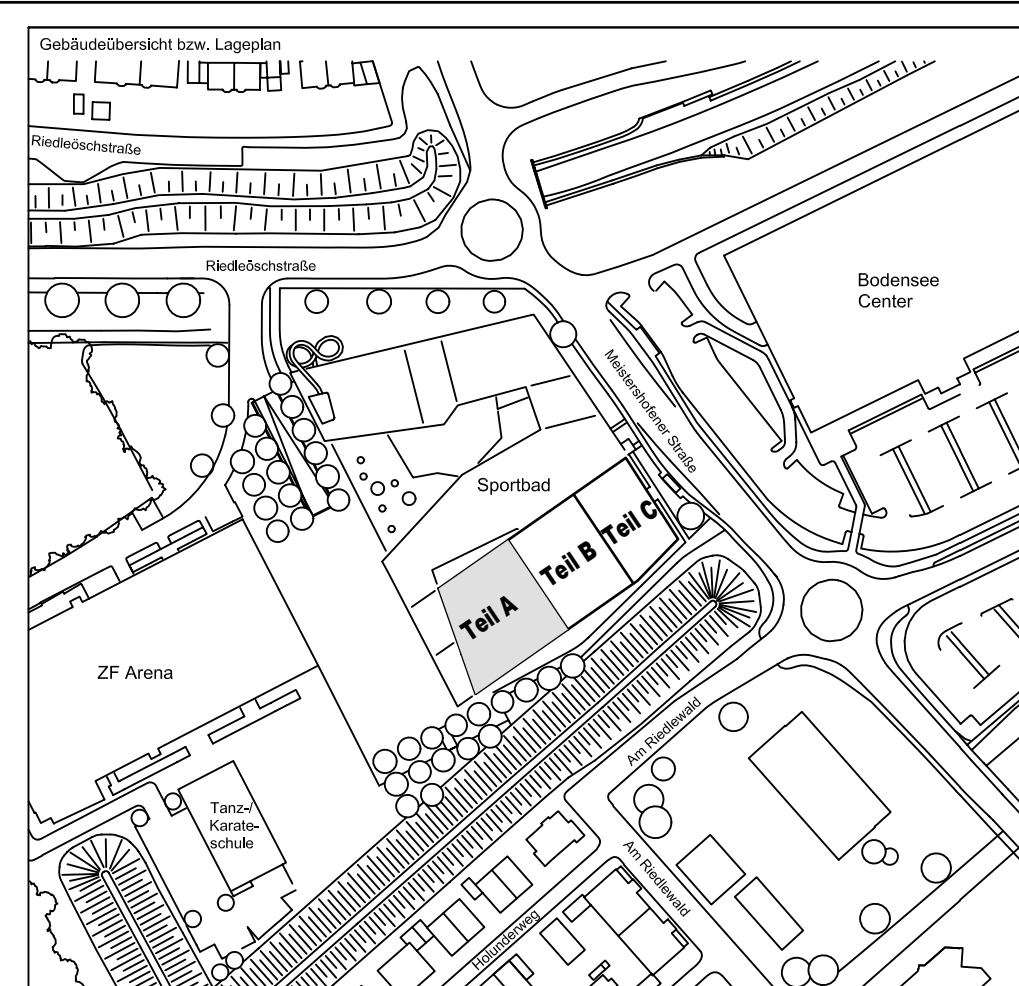 Gebäudeübersicht bzw. Lageplan
Riedleöschstraße
Riedleöschstraße
Bodensee
Center
Meistershofener Straße
Sportbad
Teil C
Teil B
Teil A
ZF Arena
Am Riedlewald
Tanz-/
Karate-
schule
Am Riedlewald
Holunderweg